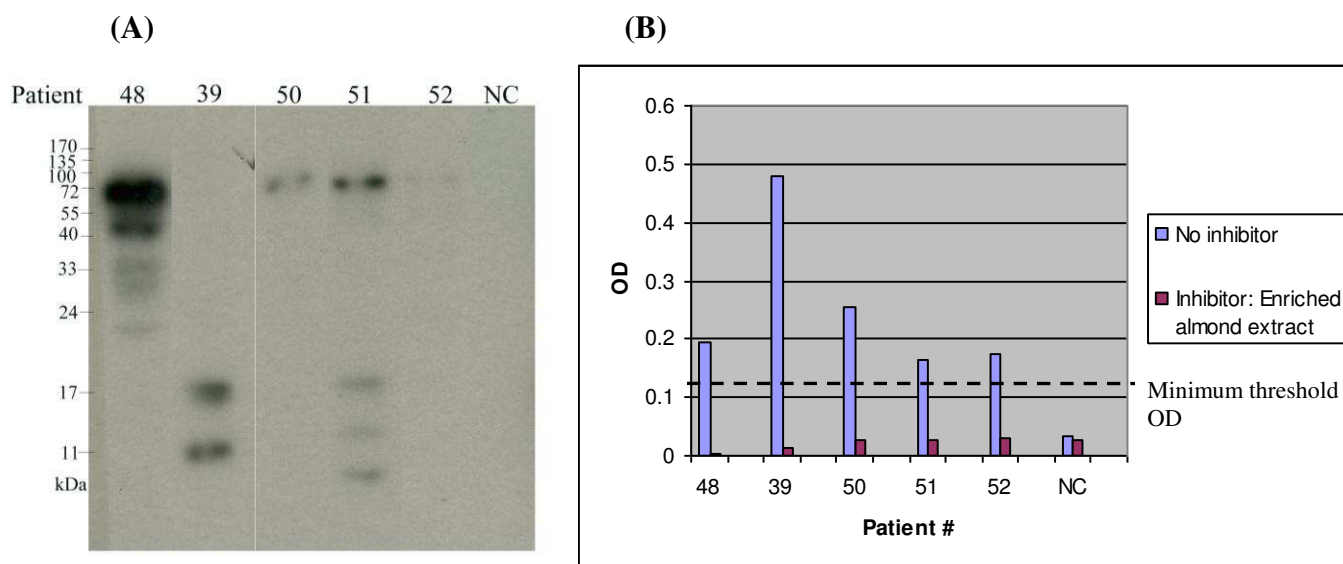 (A)
Patient 48 39 50 51 52 NC
170
135
100
72
55
40
33
24
17
11
kDa
(B)
0.6
0.5
0.4
0.3
0.2
0.1
0
OD
48 39 50 51 52 NC
Patient #
No inhibitor
Inhibitor: Enriched
almond extract
Minimum threshold
OD